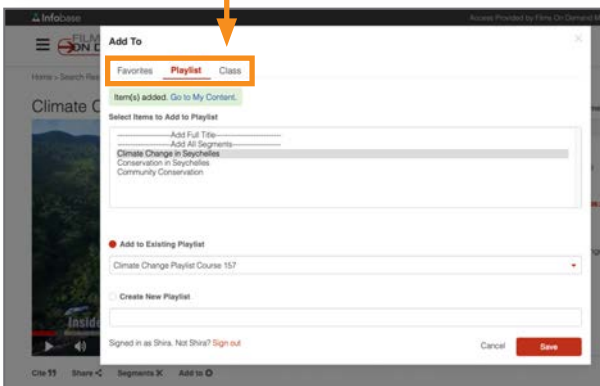 Infobase
Access Provided by Films On Demand
FILM
ON D
Home > Search Res
Climate C
Add To
Favorites Playlist Class
Item(s) added. Go to My Content.
Select Items to Add to Playlist
--------------------Add Full Title--------------------
--------------------Add All Segments--------------------
Climate Change in Seychelles
Conservation in Seychelles
Community Conservation
Add to Existing Playlist
Climate Change Playlist Course 157
Create New Playlist
Inside
Signed in as Shira. Not Shira? Sign out
Cancel Save
Cite Share Segments Add to